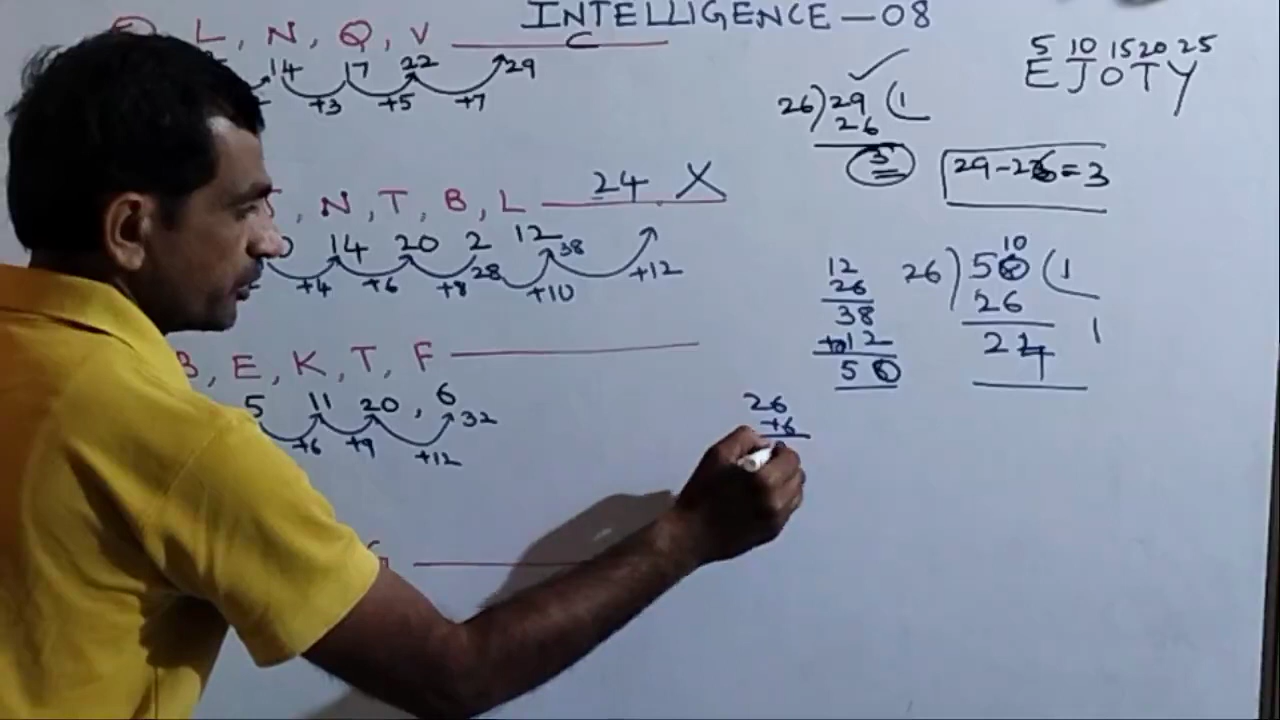 INTELLIGENCE - 08
L, N, Q, V C
14 17 22 29
+3 +5 +7
26) 29 (1
26
3
29-26=3
5 10 15 20 25
E J O T Y
N, T, B, L 24 X
14 20 2 28 12 38
+4 +6 +8 +10 +12
12
26
38
+12
50
10
26) 50 (1
26
24
1
B, E, K, T, F
5 11 20, 6 32
+6 +9 +12
26
+6
G